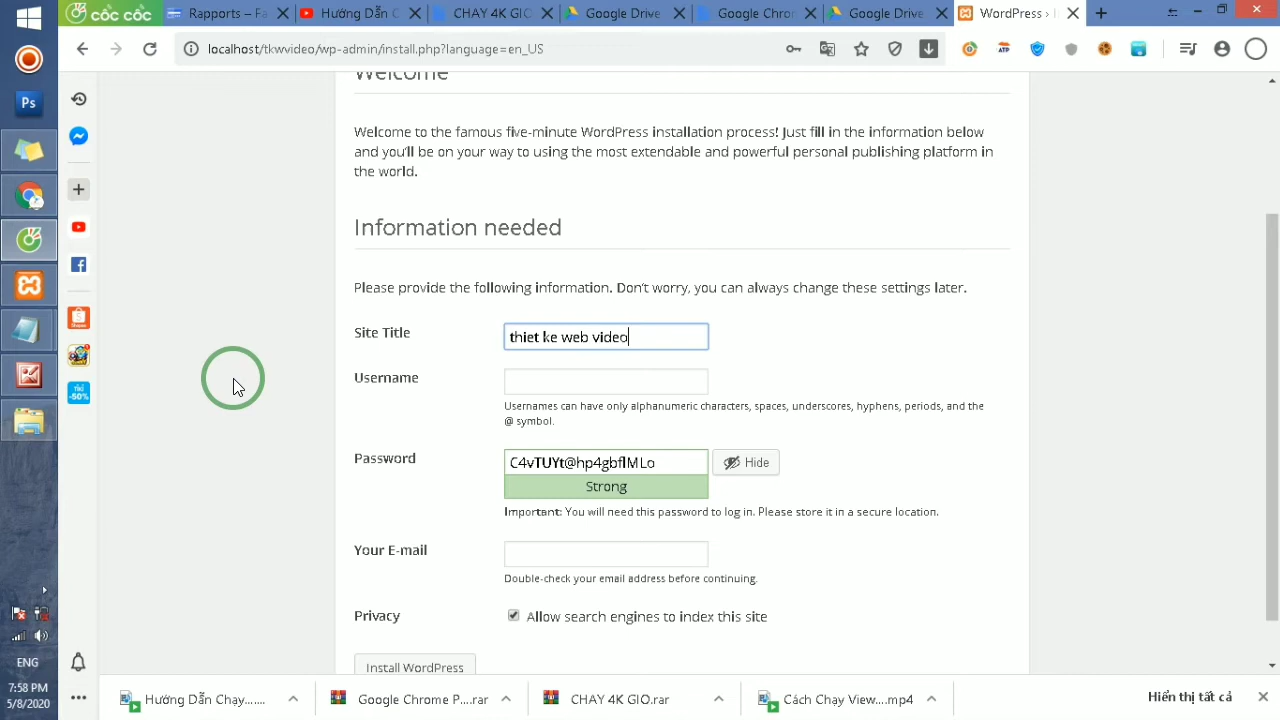 cốc cốc
Rapports – Fa
Hướng Dẫn C
CHAY 4K GIO
Google Drive
Google Chron
Google Drive
WordPress › I
localhost/tkwvideo/wp-admin/install.php?language=en_US
ATP
Ps
Welcome
Welcome to the famous five-minute WordPress installation process! Just fill in the information below
and you'll be on your way to using the most extendable and powerful personal publishing platform in
the world.
Information needed
Please provide the following information. Don't worry, you can always change these settings later.
Site Title
thiet ke web video
Username
Usernames can have only alphanumeric characters, spaces, underscores, hyphens, periods, and the
@ symbol.
Password
C4vTUYt@hp4gbflMLo
Hide
Strong
Important: You will need this password to log in. Please store it in a secure location.
Your E-mail
Double-check your email address before continuing.
Privacy
Allow search engines to index this site
Install WordPress
tiki
-50%
ENG
7:58 PM
5/8/2020
Hướng Dẫn Chạy......
Google Chrome P....rar
CHAY 4K GIO.rar
Cách Chạy View....mp4
Hiển thị tất cả